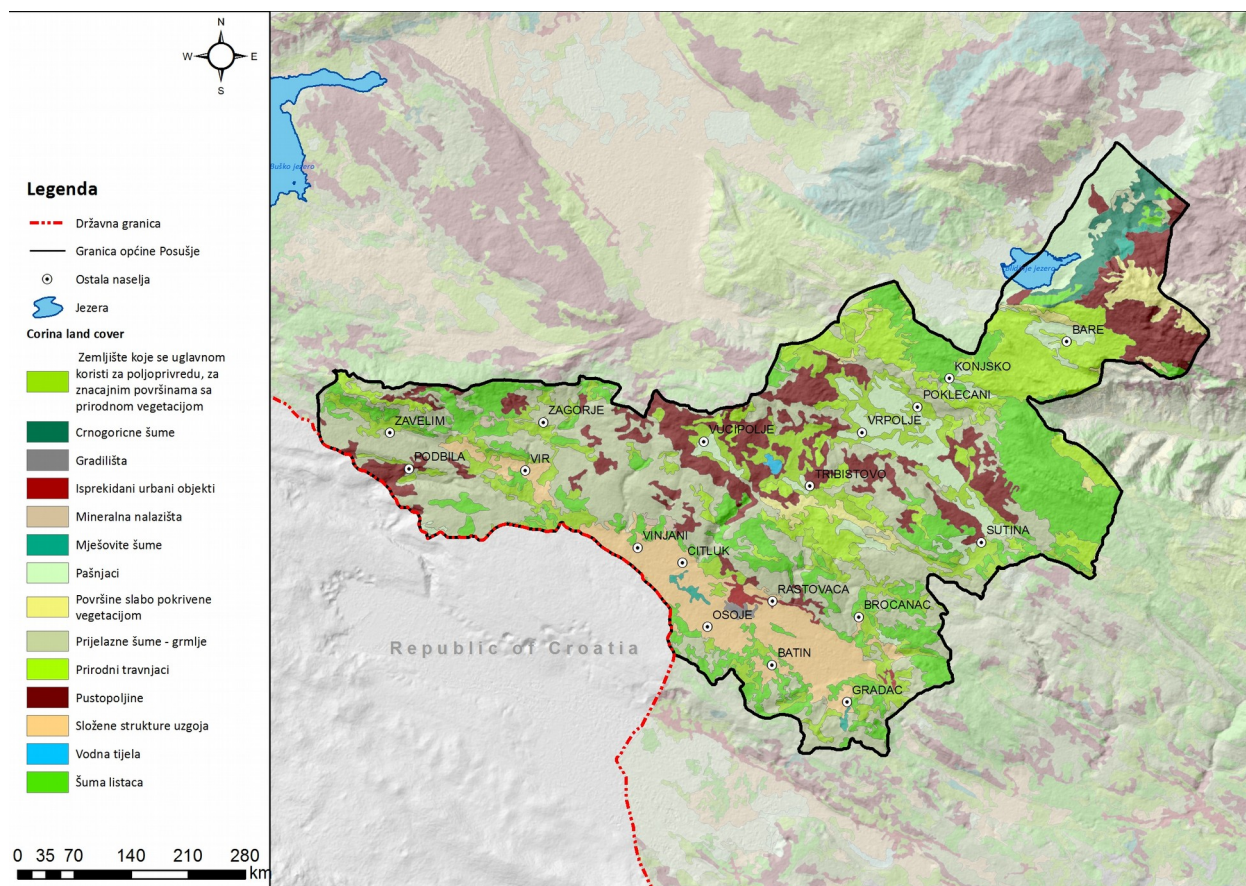 N
W E
S
Legenda
Državna granica
Granica općine Posušje
Ostala naselja
Jezera
Corina land cover
Zemljište koje se uglavnom
koristi za poljoprivredu, za
znacajnim površinama sa
prirodnom vegetacijom
Crnogoricne šume
Gradilišta
Isprekidani urbani objekti
Mineralna nalazišta
Mješovite šume
Pašnjaci
Površine slabo pokrivene
vegetacijom
Prijelazne šume - grmlje
Prirodni travnjaci
Pustopoljine
Složene strukture uzgoja
Vodna tijela
Šuma listaca
0 35 70 140 210 280
km
Buško jezero
jezero
BARE
KONJSKO
POKLECANI
ZAGORJE
ZAVELIM
VUCIPOLJE
VRPOLJE
PODBILA
VIR
TRIBISTOVO
SUTINA
VINJANI
CITLUK
RASTOVACA
BROCANAC
OSOJE
Republic of Croatia
BATIN
GRADAC